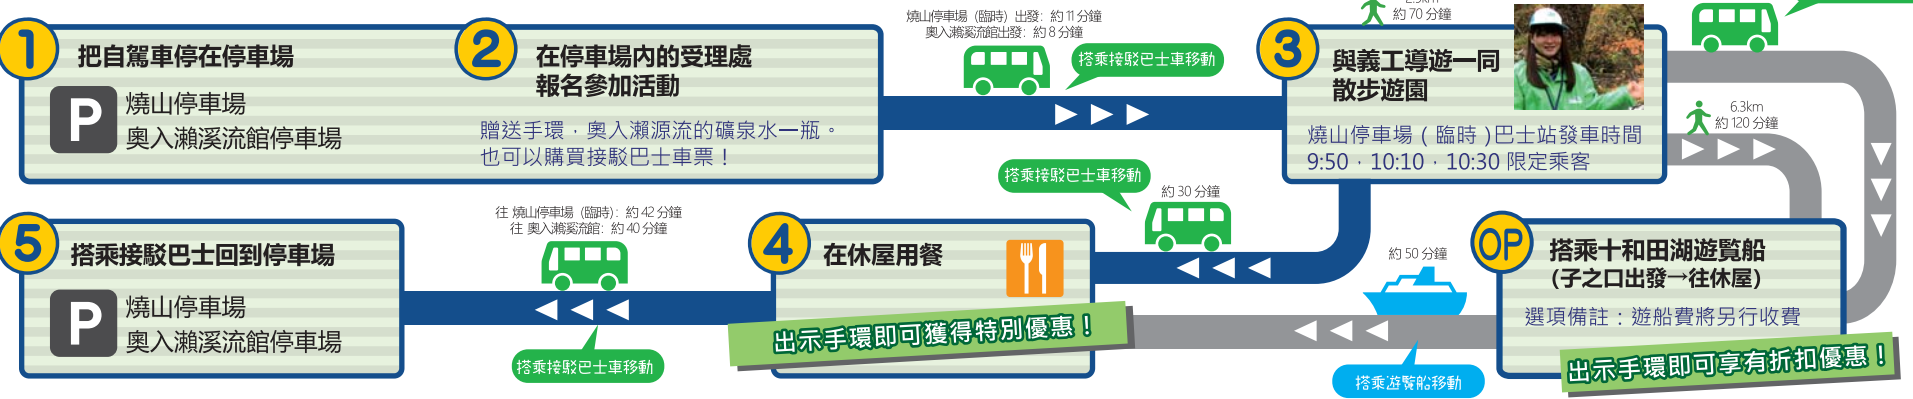 1
把自駕車停在停車場
P
燒山停車場
奧入瀨溪流館停車場
2
在停車場內的受理處
報名參加活動
贈送手環．奧入瀨源流的礦泉水一瓶。
也可以購買接駁巴士車票！
燒山停車場（臨時）出發：約11分鐘
奧入瀨溪流館出發：約8分鐘
搭乘接駁巴士車移動
3
與義工導遊一同
散步遊園
燒山停車場（臨時）巴士站發車時間
9:50．10:10．10:30 限定乘客
約70分鐘
6.3km
約120分鐘
5
搭乘接駁巴士回到停車場
P
燒山停車場
奧入瀨溪流館停車場
往 燒山停車場（臨時）：約42分鐘
往 奧入瀨溪流館：約40分鐘
搭乘接駁巴士車移動
4
在休屋用餐
出示手環即可獲得特別優惠！
搭乘接駁巴士車移動
約30分鐘
約50分鐘
搭乘遊覧船移動
OP
搭乘十和田湖遊覧船
(子之口出發→往休屋)
選項備註：遊船費將另行收費
出示手環即可享有折扣優惠！